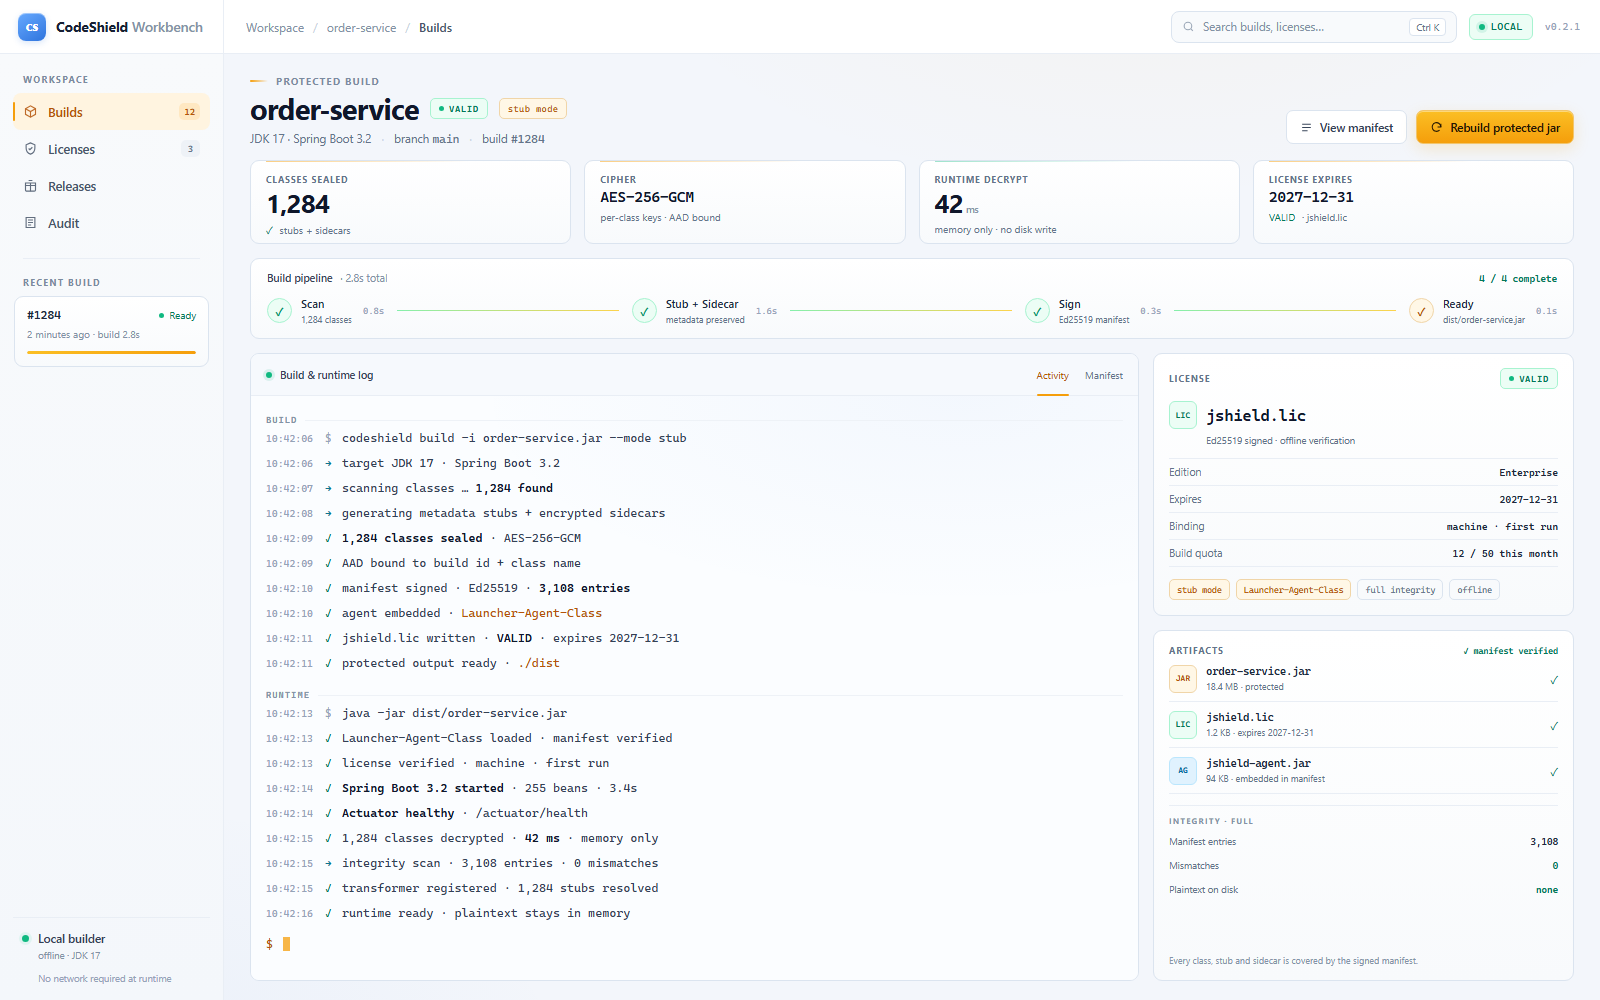 cs CodeShield Workbench
Workspace / order-service / Builds
Search builds, licenses... Ctrl K
LOCAL
v0.2.1
WORKSPACE
Builds 12
Licenses 3
Releases
Audit
RECENT BUILD
#1284 Ready
2 minutes ago · build 2.8s
Local builder
offline · JDK 17
No network required at runtime
PROTECTED BUILD
order-service VALID stub mode
JDK 17 · Spring Boot 3.2 · branch main · build #1284
View manifest
Rebuild protected jar
CLASSES SEALED
1,284
✓ stubs + sidecars
CIPHER
AES-256-GCM
per-class keys · AAD bound
RUNTIME DECRYPT
42 ms
memory only · no disk write
LICENSE EXPIRES
2027-12-31
VALID · jshield.lic
Build pipeline · 2.8s total
4 / 4 complete
✓ Scan 0.8s
1,284 classes
✓ Stub + Sidecar 1.6s
metadata preserved
✓ Sign 0.3s
Ed25519 manifest
✓ Ready 0.1s
dist/order-service.jar
Build & runtime log
Activity Manifest
BUILD
10:42:06 $ codeshield build -i order-service.jar --mode stub
10:42:06 → target JDK 17 · Spring Boot 3.2
10:42:07 → scanning classes … 1,284 found
10:42:08 → generating metadata stubs + encrypted sidecars
10:42:09 ✓ 1,284 classes sealed · AES-256-GCM
10:42:09 ✓ AAD bound to build id + class name
10:42:10 ✓ manifest signed · Ed25519 · 3,108 entries
10:42:10 ✓ agent embedded · Launcher-Agent-Class
10:42:11 ✓ jshield.lic written · VALID · expires 2027-12-31
10:42:11 ✓ protected output ready · ./dist
RUNTIME
10:42:13 $ java -jar dist/order-service.jar
10:42:13 ✓ Launcher-Agent-Class loaded · manifest verified
10:42:13 ✓ license verified · machine · first run
10:42:14 ✓ Spring Boot 3.2 started · 255 beans · 3.4s
10:42:14 ✓ Actuator healthy · /actuator/health
10:42:15 ✓ 1,284 classes decrypted · 42 ms · memory only
10:42:15 → integrity scan · 3,108 entries · 0 mismatches
10:42:15 ✓ transformer registered · 1,284 stubs resolved
10:42:16 ✓ runtime ready · plaintext stays in memory
$
LICENSE VALID
LIC jshield.lic
Ed25519 signed · offline verification
Edition Enterprise
Expires 2027-12-31
Binding machine · first run
Build quota 12 / 50 this month
stub mode Launcher-Agent-Class full integrity offline
ARTIFACTS ✓ manifest verified
JAR order-service.jar ✓
18.4 MB · protected
LIC jshield.lic ✓
1.2 KB · expires 2027-12-31
AG jshield-agent.jar ✓
94 KB · embedded in manifest
INTEGRITY · FULL
Manifest entries 3,108
Mismatches 0
Plaintext on disk none
Every class, stub and sidecar is covered by the signed manifest.